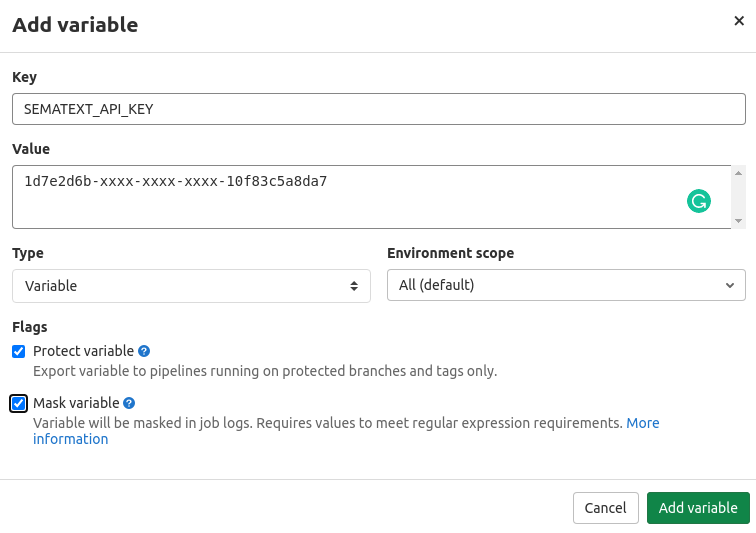 Add variable
Key
SEMATEXT_API_KEY
Value
1d7e2d6b-xxxx-xxxx-xxxx-10f83c5a8da7
Type
Environment scope
Variable
All (default)
Flags
Protect variable
Export variable to pipelines running on protected branches and tags only.
Mask variable
Variable will be masked in job logs. Requires values to meet regular expression requirements. More
information
Cancel
Add variable